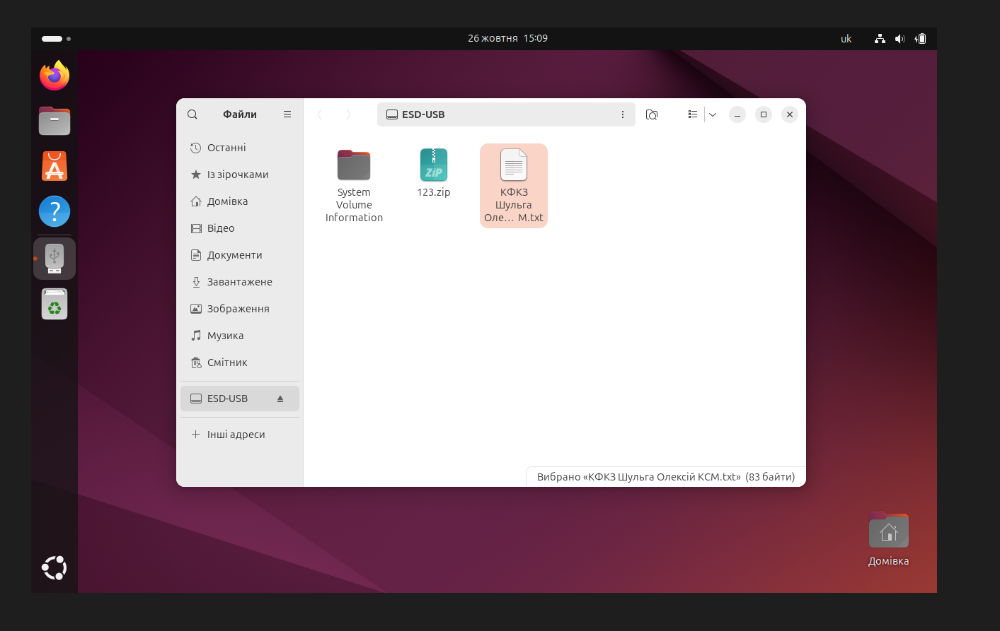 26 жовтня 15:09
uk
Файли
ESD-USB
Останні
Із зірочками
Домівка
Відео
Документи
Завантажене
Зображення
Музика
Смітник
ESD-USB
Інші адреси
System
Volume
Information
ZiP
123.zip
КФКЗ
Шульга
Оле… М.txt
Вибрано «КФКЗ Шульга Олексій КСМ.txt» (83 байти)
Домівка